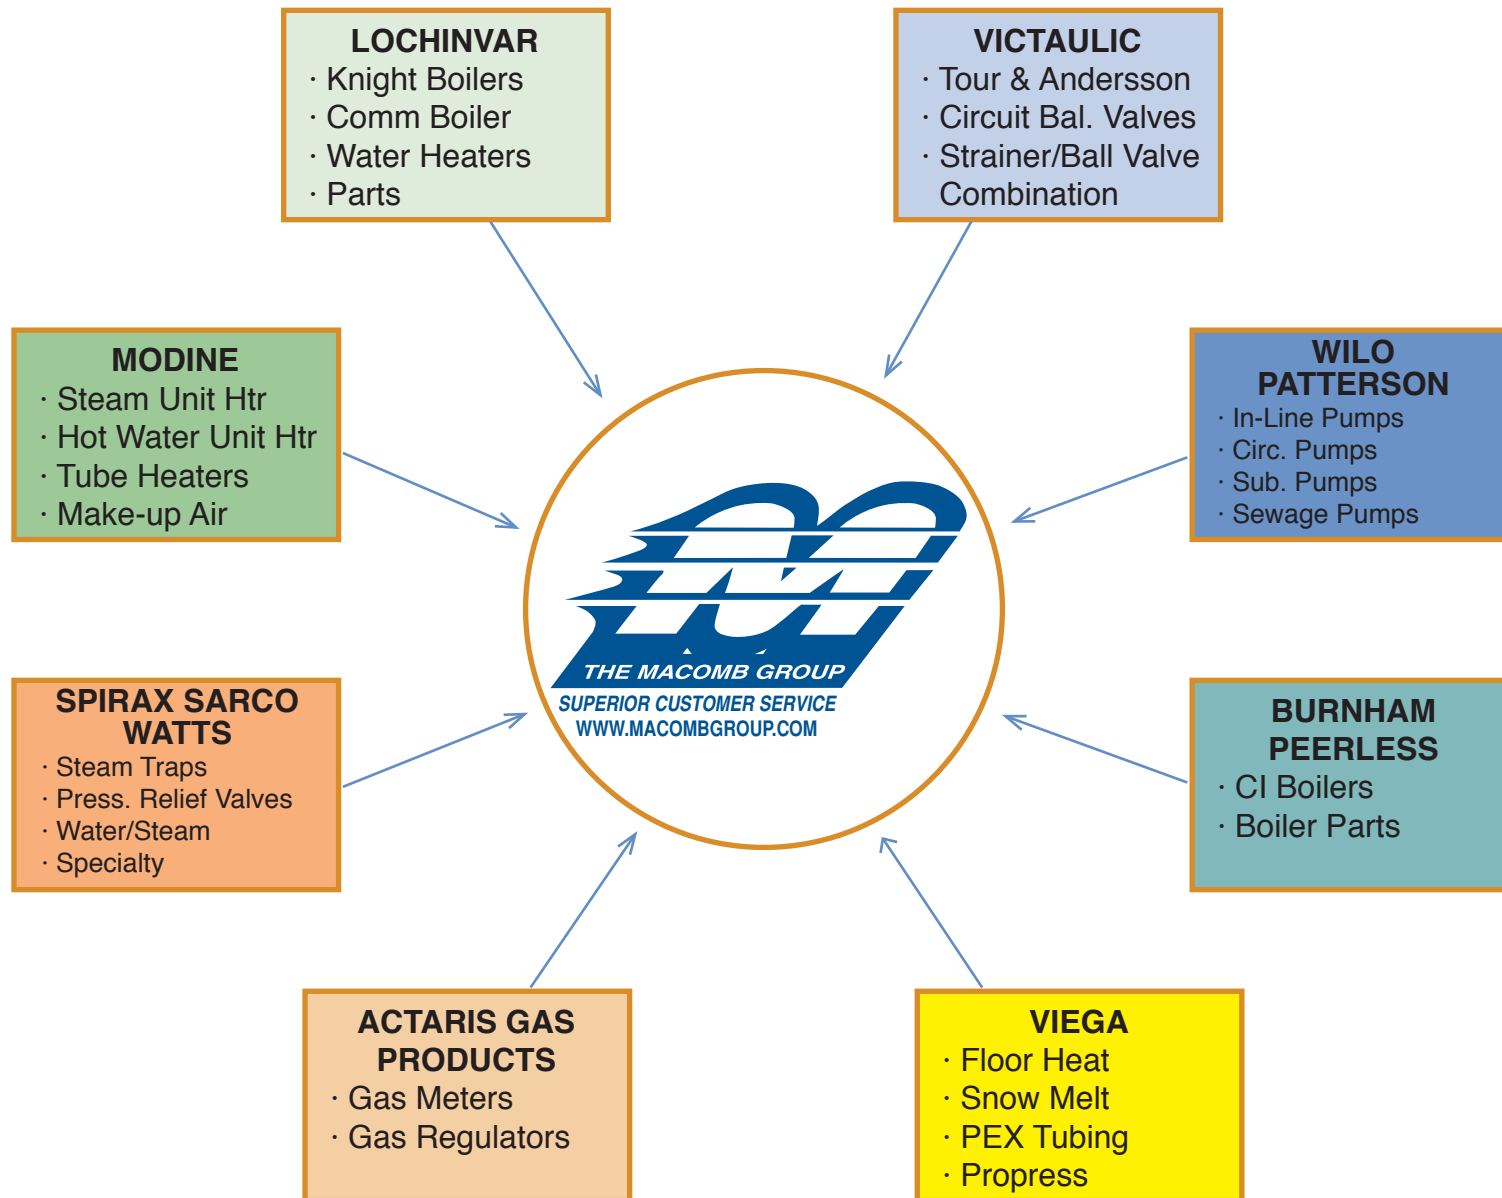 LOCHINVAR
· Knight Boilers
· Comm Boiler
· Water Heaters
· Parts
VICTAULIC
· Tour & Andersson
· Circuit Bal. Valves
· Strainer/Ball Valve
Combination
MODINE
· Steam Unit Htr
· Hot Water Unit Htr
· Tube Heaters
· Make-up Air
WILO
PATTERSON
· In-Line Pumps
· Circ. Pumps
· Sub. Pumps
· Sewage Pumps
THE MACOMB GROUP
SUPERIOR CUSTOMER SERVICE
WWW.MACOMBGROUP.COM
SPIRAX SARCO
WATTS
· Steam Traps
· Press. Relief Valves
· Water/Steam
· Specialty
BURNHAM
PEERLESS
· CI Boilers
· Boiler Parts
ACTARIS GAS
PRODUCTS
· Gas Meters
· Gas Regulators
VIEGA
· Floor Heat
· Snow Melt
· PEX Tubing
· Propress